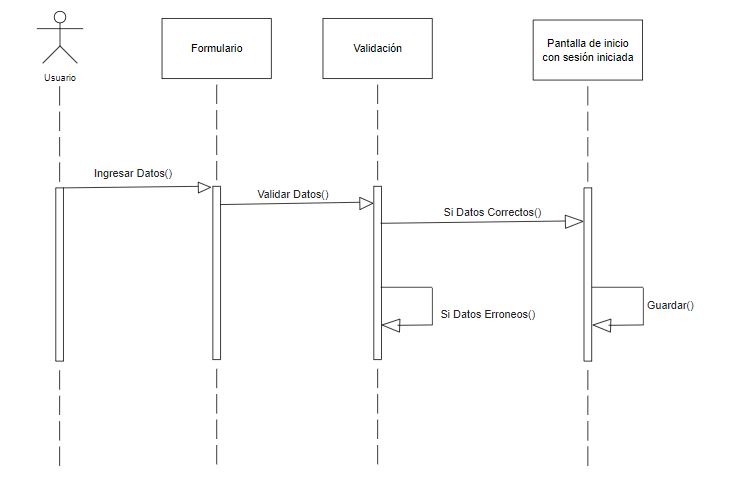 Usuario
Formulario
Validación
Pantalla de inicio
con sesión iniciada
Ingresar Datos()
Validar Datos()
Si Datos Correctos()
Si Datos Erroneos()
Guardar()